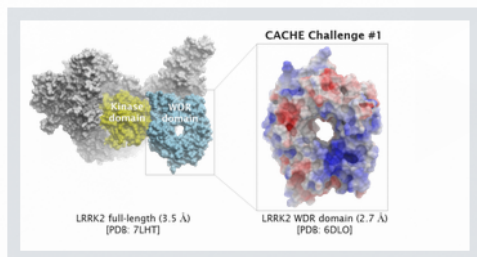 CACHE Challenge #1
Kinase domain
WDR domain
LRRK2 full-length (3.5 Å)
[PDB: 7LHT]
LRRK2 WDR domain (2.7 Å)
[PDB: 6DLO]